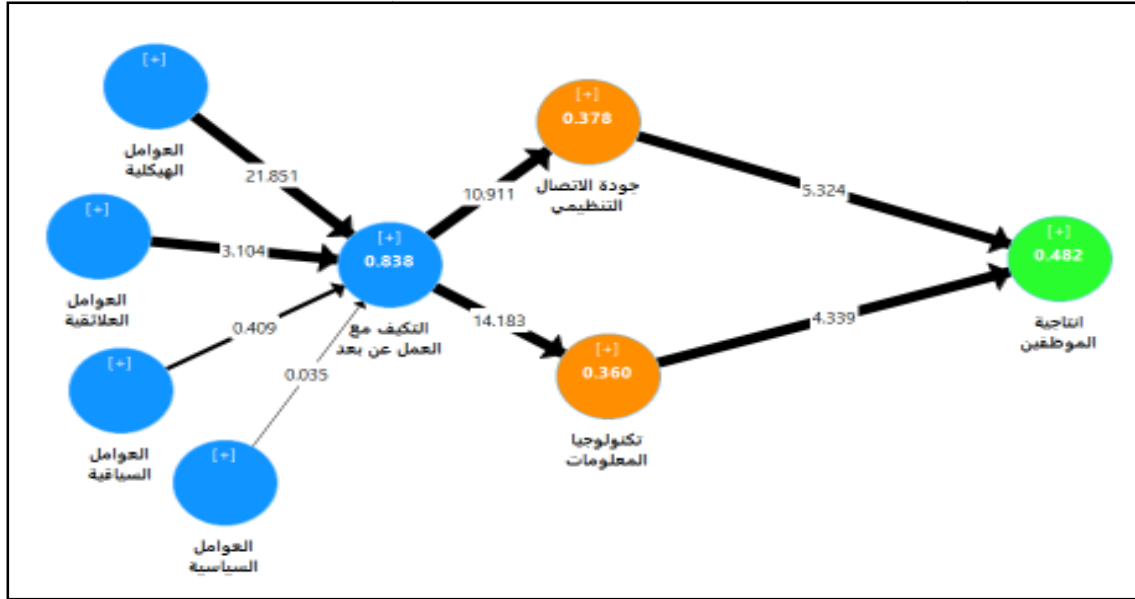 [+]
العوامل
الهيكلية
21.851
[+]
0.378
جودة الاتصال
التنظيمي
10.911
5.324
[+]
العوامل
العلائقية
3.104
[+]
0.838
التكيف مع
العمل عن بعد
[+]
0.482
انتاجية
الموظفين
0.409
14.183
4.339
[+]
العوامل
السياقية
0.035
[+]
0.360
تكنولوجيا
المعلومات
[+]
العوامل
السياسية